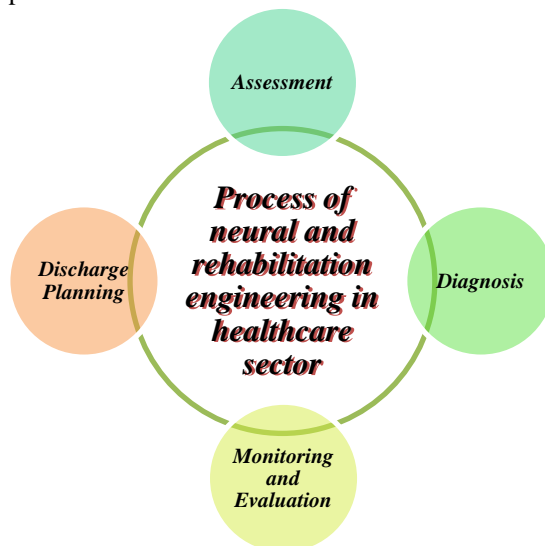 Assessment
Process of
neural and
rehabilitation
engineering in
healthcare
sector
Discharge
Planning
Diagnosis
Monitoring
and
Evaluation